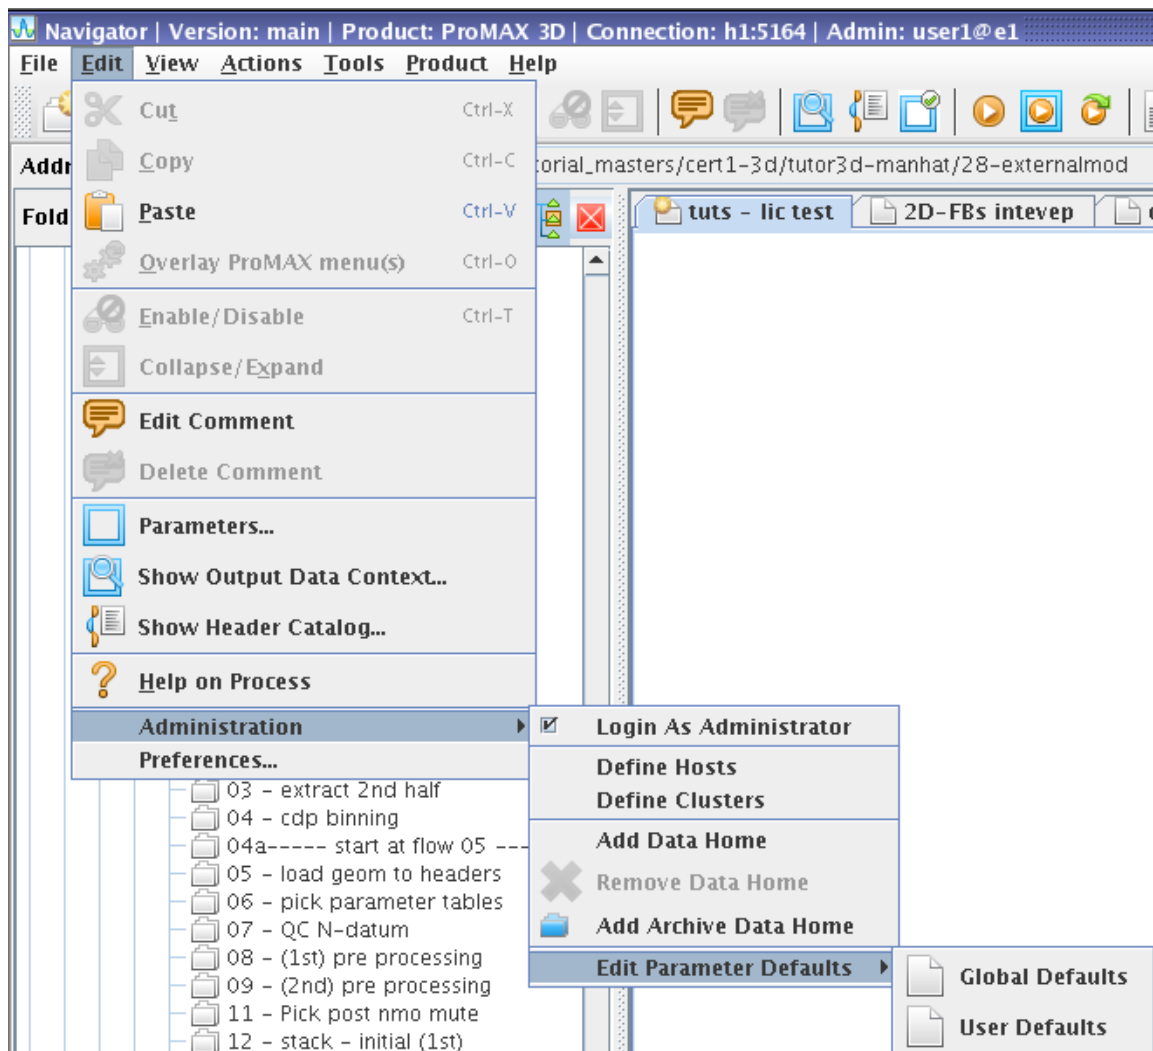 Navigator | Version: main | Product: ProMAX 3D | Connection: h1:5164 | Admin: user1@e1
File Edit View Actions Tools Product Help
Cut Ctrl-X
Addr
Copy Ctrl-C
orial_masters/cert1-3d/tutor3d-manhat/28-externalmod
Fold
Paste Ctrl-V
tuts - lic test 2D-FBs intevep
Overlay ProMAX menu(s) Ctrl-O
Enable/Disable Ctrl-T
Collapse/Expand
Edit Comment
Delete Comment
Parameters...
Show Output Data Context...
Show Header Catalog...
Help on Process
Administration
Preferences...
Login As Administrator
Define Hosts
Define Clusters
Add Data Home
Remove Data Home
Add Archive Data Home
Edit Parameter Defaults
Global Defaults
User Defaults
03 - extract 2nd half
04 - cdp binning
04a----- start at flow 05 ---
05 - load geom to headers
06 - pick parameter tables
07 - QC N-datum
08 - (1st) pre processing
09 - (2nd) pre processing
11 - Pick post nmo mute
12 - stack - initial (1st)